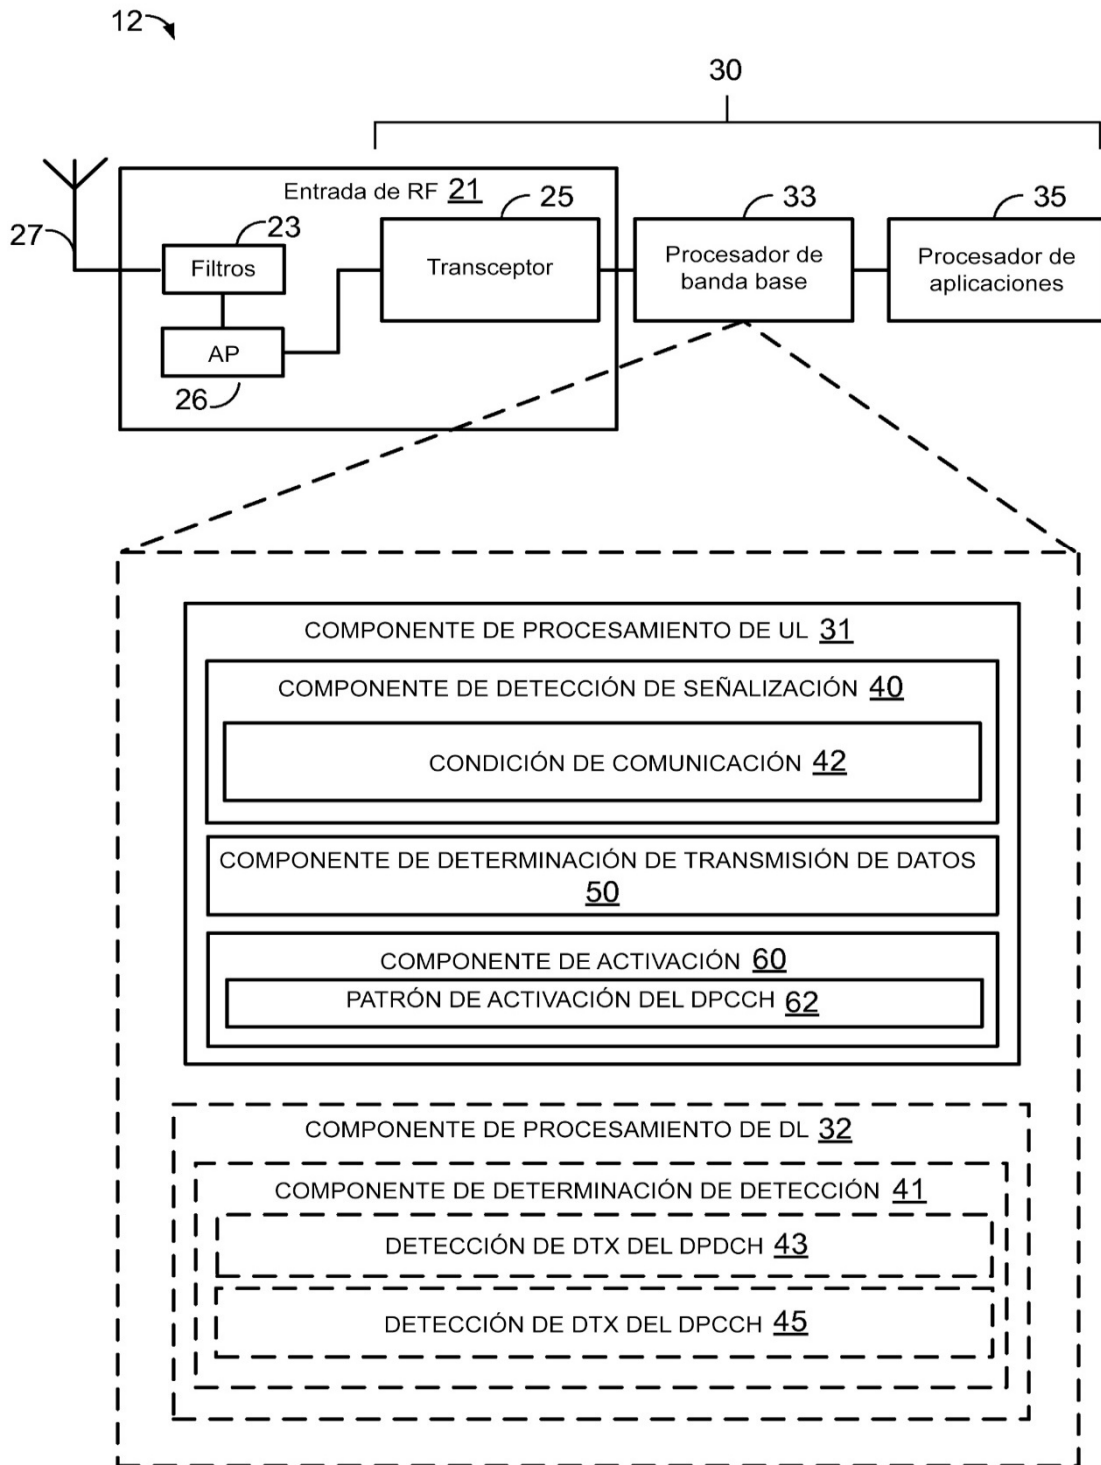 12
30
Entrada de RF 21
27
23
Filtros
AP
26
25
Transceptor
33
Procesador de
banda base
35
Procesador de
aplicaciones
COMPONENTE DE PROCESAMIENTO DE UL 31
COMPONENTE DE DETECCIÓN DE SEÑALIZACIÓN 40
CONDICIÓN DE COMUNICACIÓN 42
COMPONENTE DE DETERMINACIÓN DE TRANSMISIÓN DE DATOS
50
COMPONENTE DE ACTIVACIÓN 60
PATRÓN DE ACTIVACIÓN DEL DPCCH 62
COMPONENTE DE PROCESAMIENTO DE DL 32
COMPONENTE DE DETERMINACIÓN DE DETECCIÓN 41
DETECCIÓN DE DTX DEL DPDCH 43
DETECCIÓN DE DTX DEL DPCCH 45